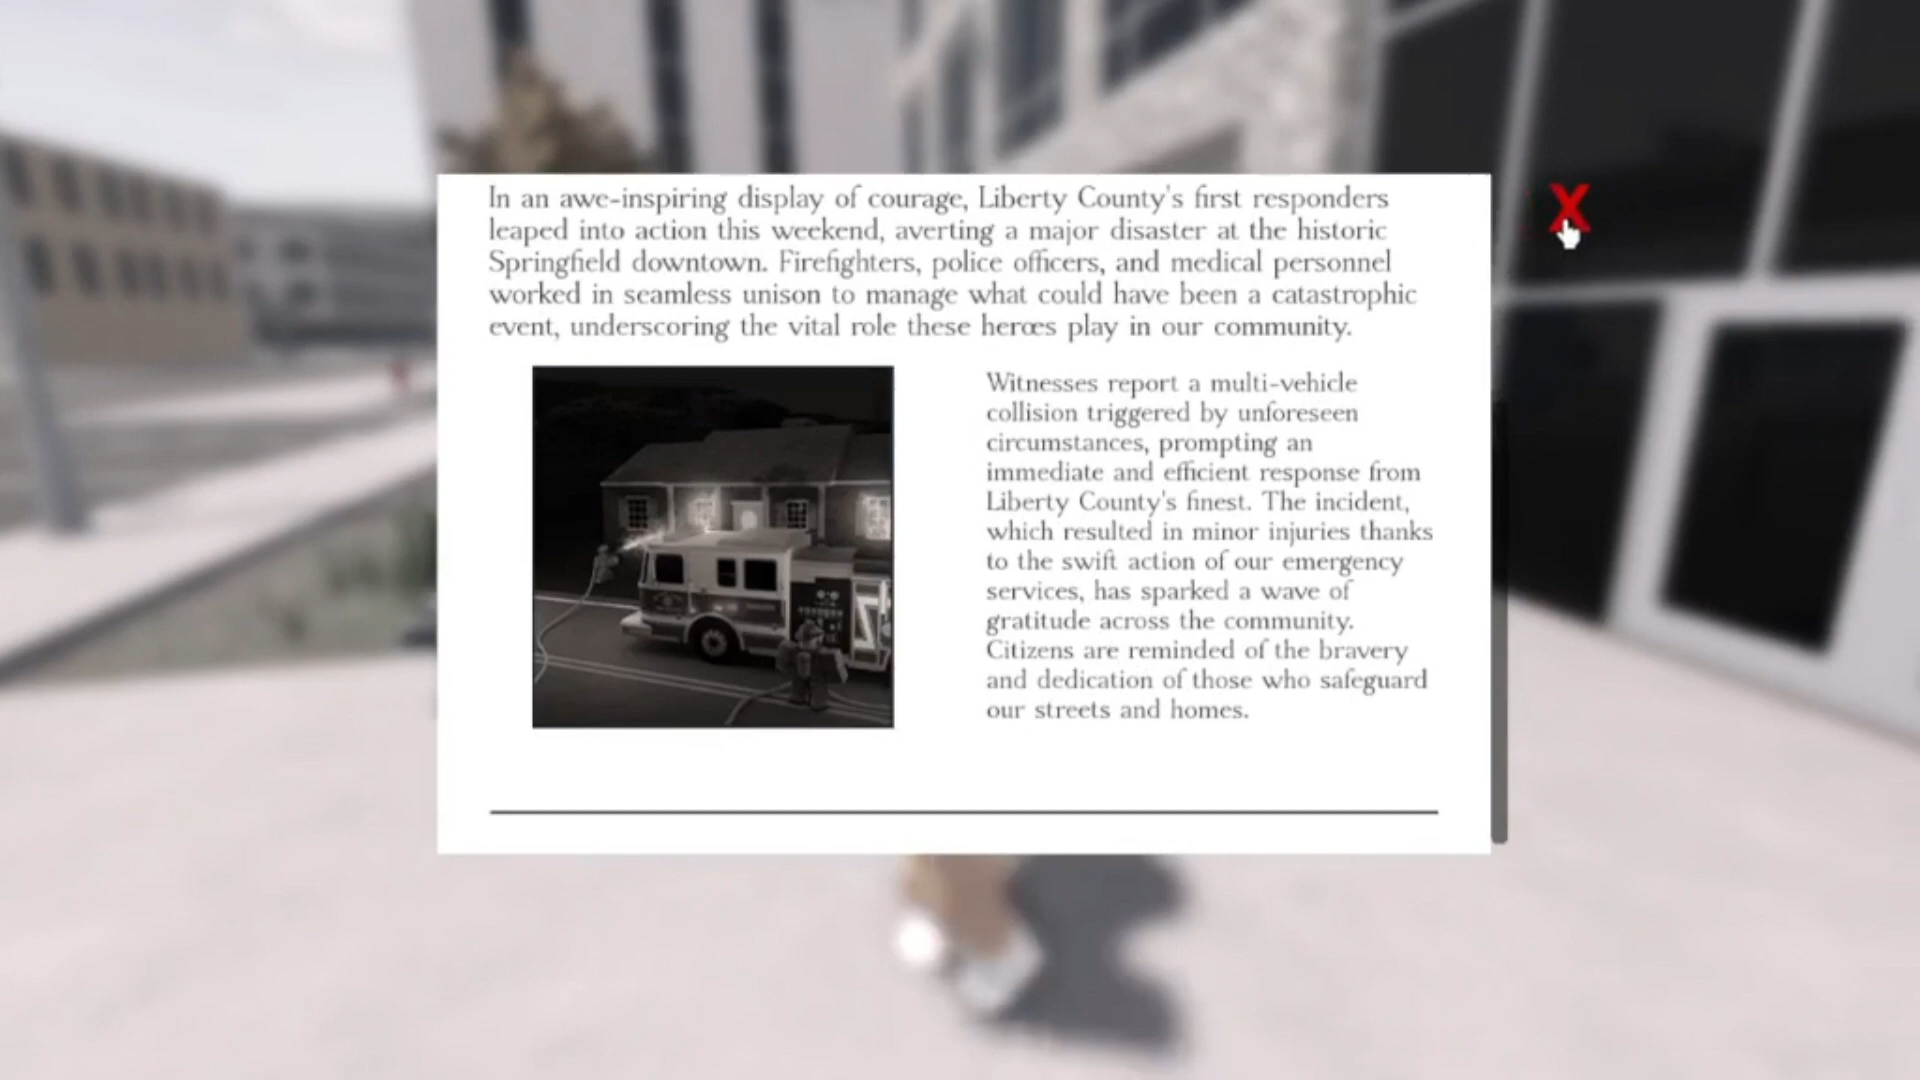 In an awe-inspiring display of courage, Liberty County's first responders
leaped into action this weekend, averting a major disaster at the historic
Springfield downtown. Firefighters, police officers, and medical personnel
worked in seamless unison to manage what could have been a catastrophic
event, underscoring the vital role these heroes play in our community.
Witnesses report a multi-vehicle
collision triggered by unforeseen
circumstances, prompting an
immediate and efficient response from
Liberty County's finest. The incident,
which resulted in minor injuries thanks
to the swift action of our emergency
services, has sparked a wave of
gratitude across the community.
Citizens are reminded of the bravery
and dedication of those who safeguard
our streets and homes.
X